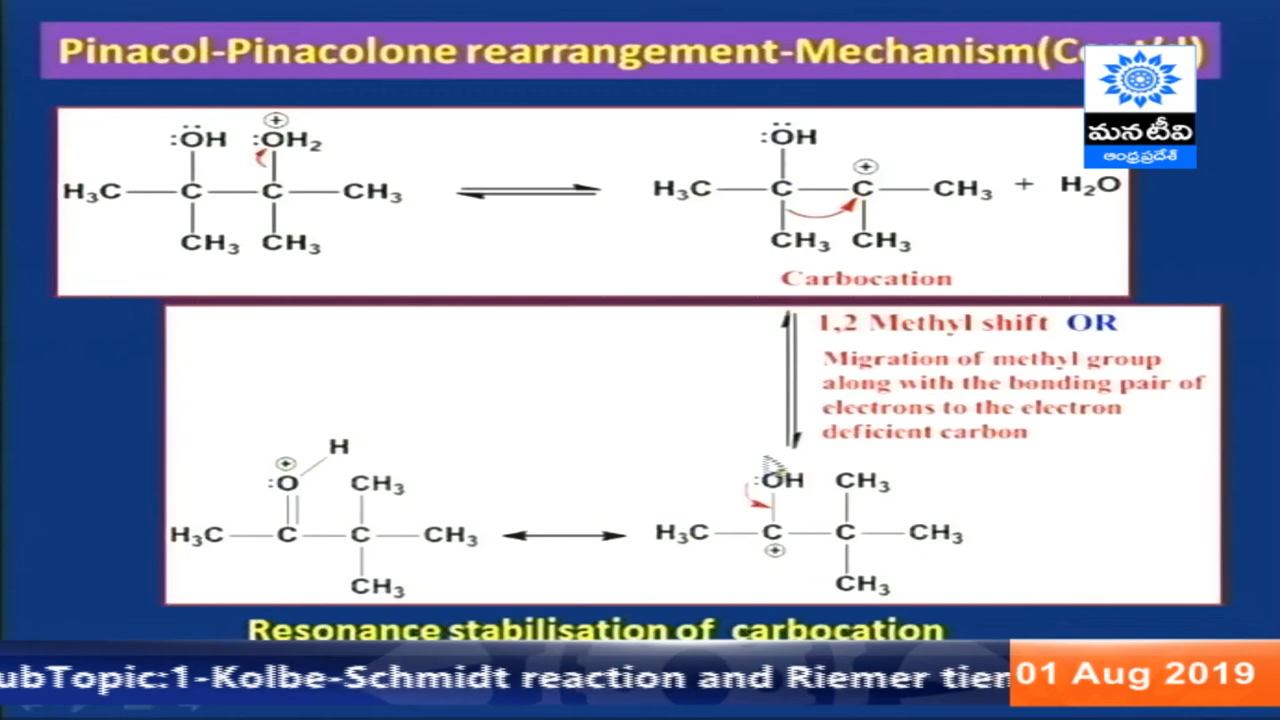 Pinacol-Pinacolone rearrangement-Mechanism(
మన టీవి
ఆంధ్రప్రదేశ్
:ÖH :OH₂
H₃C—C—C—CH₃
CH₃ CH₃
:ÖH
H₃C—C—C—CH₃ + H₂O
CH₃ CH₃
Carbocation
1,2 Methyl shift OR
Migration of methyl group
along with the bonding pair of
electrons to the electron
deficient carbon
H
:O CH₃
H₃C—C—C—CH₃
CH₃
:OH CH₃
H₃C—C—C—CH₃
CH₃
Resonance stabilisation of carbocation
ubTopic:1-Kolbe-Schmidt reaction and Riemer tier
01 Aug 2019